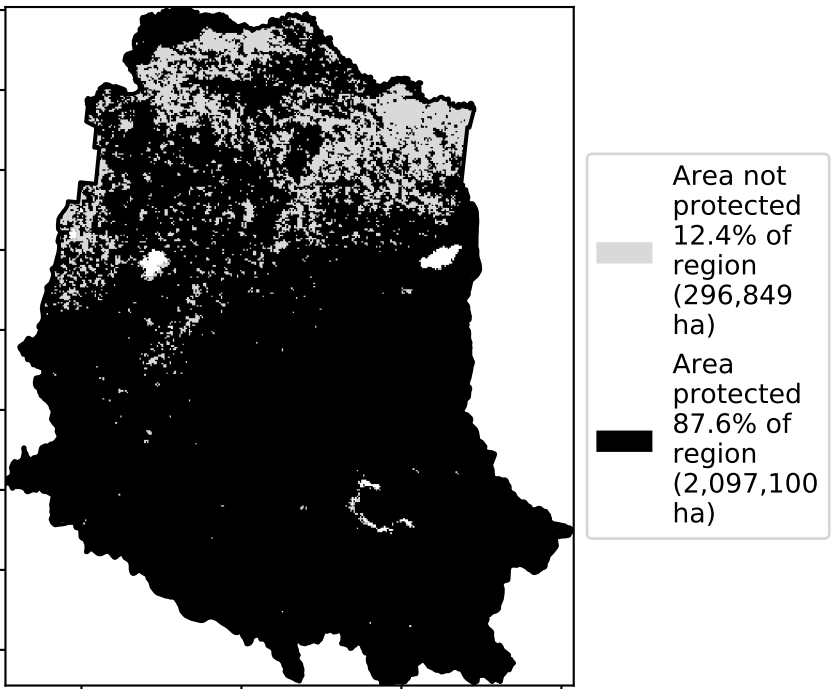 Area not
protected
12.4% of
region
(296,849
ha)
Area
protected
87.6% of
region
(2,097,100
ha)